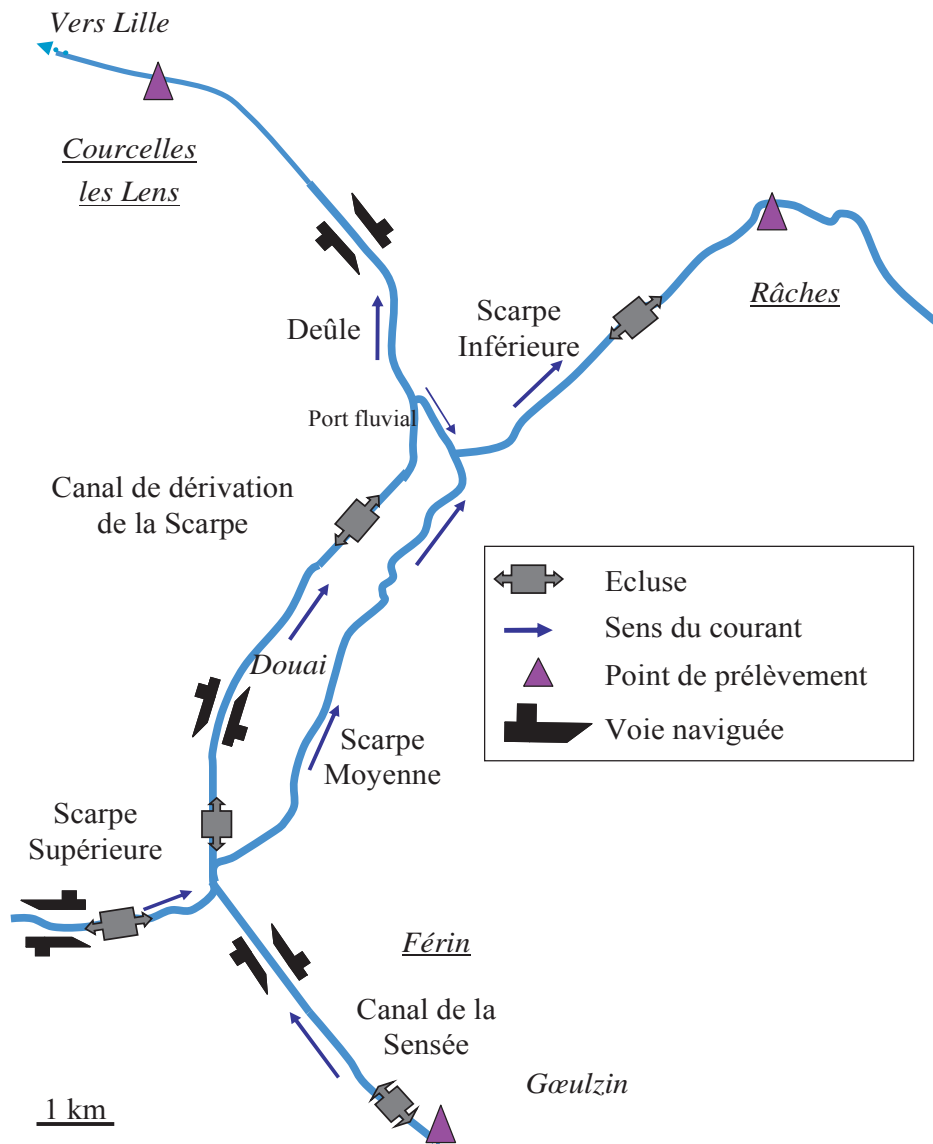 Vers Lille
Courcelles
les Lens
Râches
Scarpe
Inférieure
Deûle
Port fluvial
Canal de dérivation
de la Scarpe
Ecluse
Sens du courant
Point de prélèvement
Voie naviguée
Douai
Scarpe
Moyenne
Scarpe
Supérieure
Férin
Canal de la
Sensée
Gœulzin
1 km